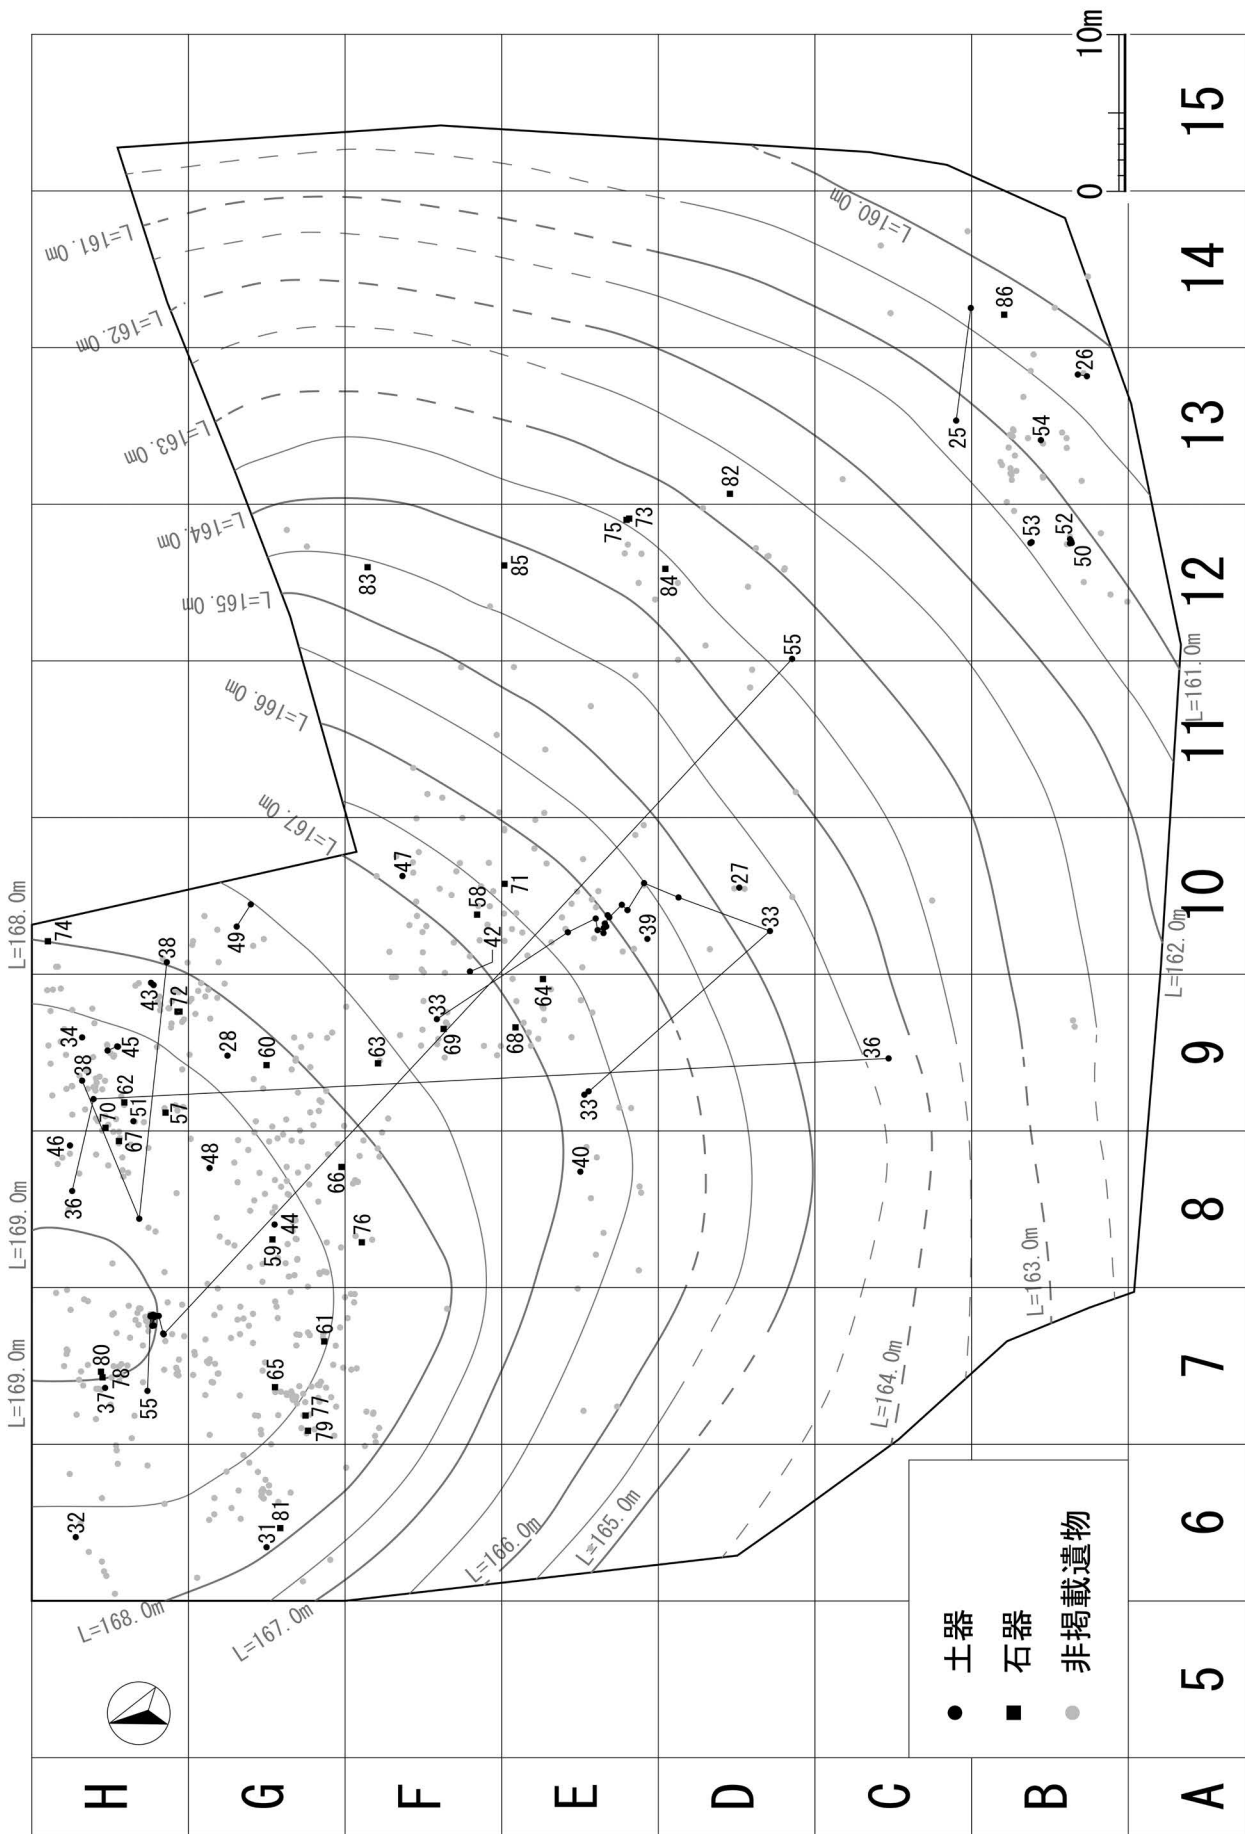 10m
0
15
14
13
12
11
10
9
8
7
6
5
H
G
F
E
D
C
B
A
L=161.0m
L=162.0m
L=163.0m
L=164.0m
L=165.0m
L=166.0m
L=167.0m
L=168.0m
L=169.0m
L=169.0m
L=168.0m
L=167.0m
L=166.0m
L=165.0m
L=164.0m
L=163.0m
L=162.0m
L=161.0m
L=160.0m
86
26
25
54
53
52
50
82
75
73
84
85
83
55
47
58
71
42
27
33
39
49
74
38
43
72
34
38
45
28
60
63
33
69
68
64
36
33
62
70
51
57
67
46
36
48
66
44
59
76
40
80
78
37
55
61
65
77
79
32
31
81
土器
石器
非掲載遺物